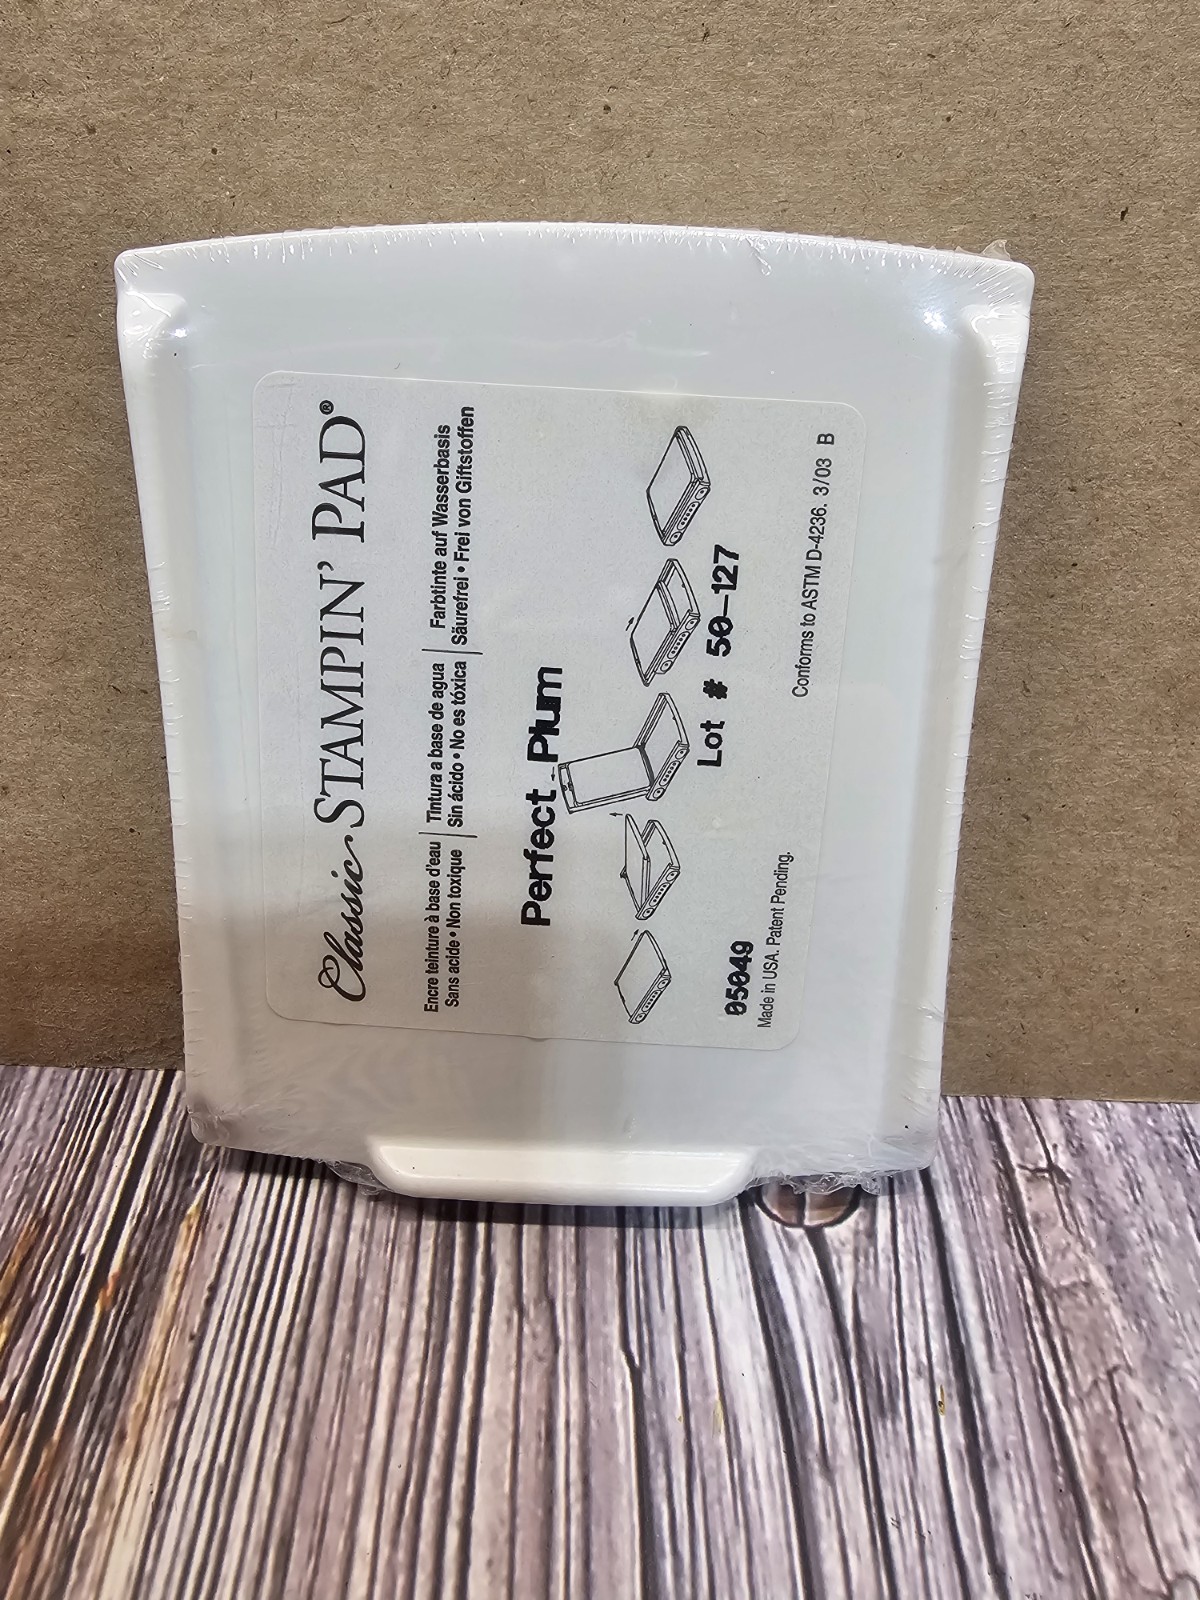 Classic STAMPIN' PAD®
Encre teinture à base d'eau
Sans acide • Non toxique
Tintura a base de agua
Sin ácido • No es tóxica
Farbtinte auf Wasserbasis
Säurefrei • Frei von Giftstoffen
Perfect Plum
05049
Lot # 50-127
Made in USA. Patent Pending.
Conforms to ASTM D-4236. 3/03 B